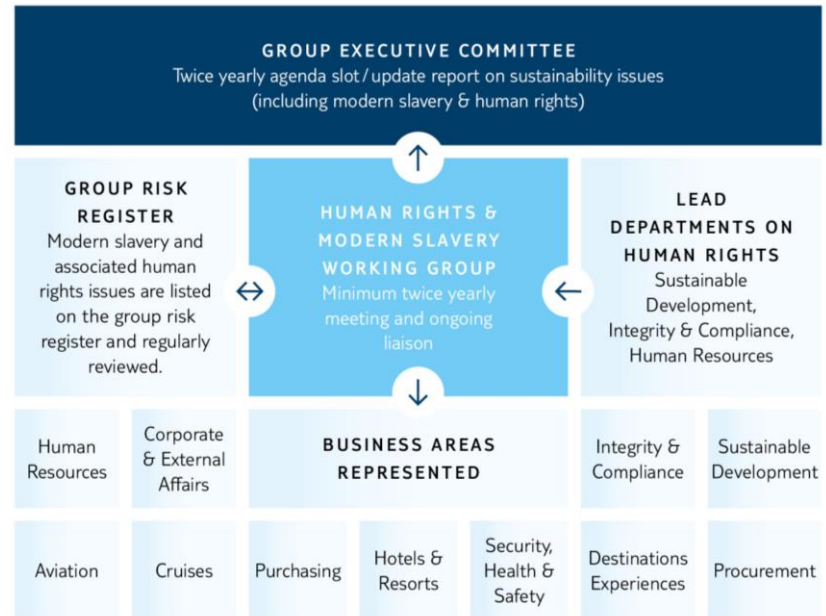 GROUP EXECUTIVE COMMITTEE
Twice yearly agenda slot / update report on sustainability issues
(including modern slavery & human rights)
GROUP RISK
REGISTER
Modern slavery and
associated human
rights issues are listed
on the group risk
register and regularly
reviewed.
HUMAN RIGHTS &
MODERN SLAVERY
WORKING GROUP
Minimum twice yearly
meeting and ongoing
liaison
LEAD
DEPARTMENTS ON
HUMAN RIGHTS
Sustainable
Development,
Integrity & Compliance,
Human Resources
Human
Resources
Corporate
& External
Affairs
BUSINESS AREAS
REPRESENTED
Integrity &
Compliance
Sustainable
Development
Aviation
Cruises
Purchasing
Hotels &
Resorts
Security,
Health &
Safety
Destinations
Experiences
Procurement